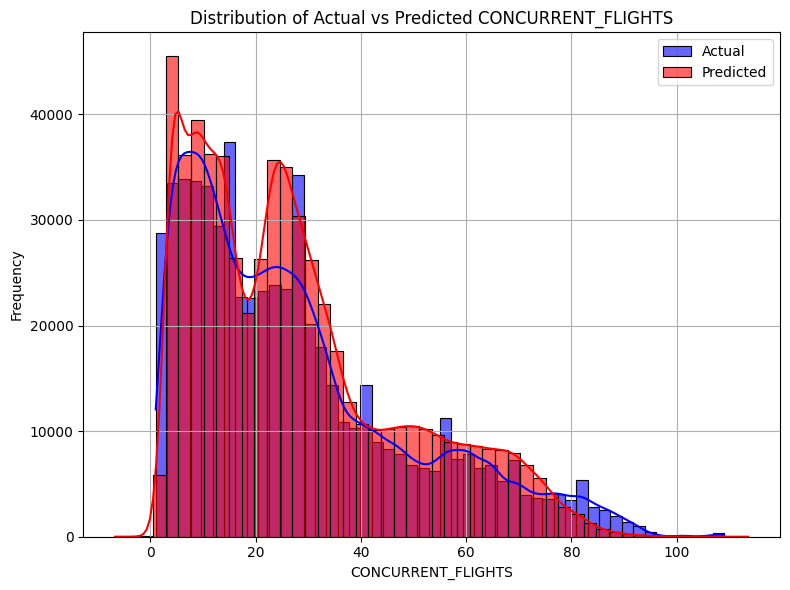 Distribution of Actual vs Predicted CONCURRENT_FLIGHTS
Actual
Predicted
Frequency
40000
30000
20000
10000
0
0 20 40 60 80 100
CONCURRENT_FLIGHTS